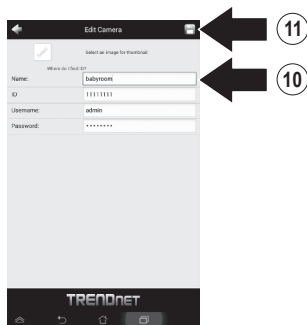 Edit Camera
11
Select an image for thumbnail
Where do I find ID?
Name: babyroom
10
ID 11111111
Username: admin
Password: ••••••••
TRENDNET